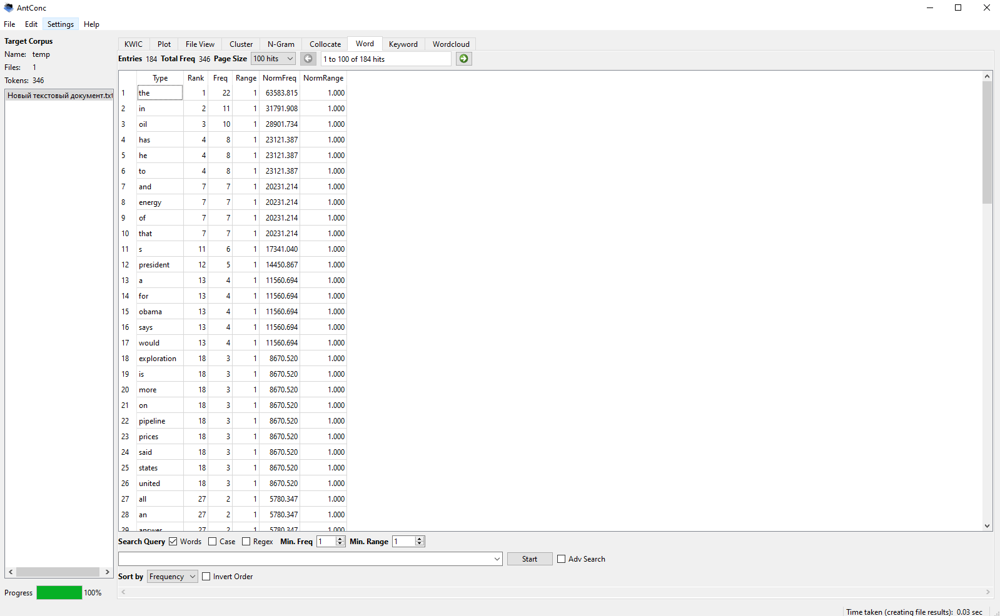 AntConc
File Edit Settings Help
Target Corpus
Name: temp
Files: 1
Tokens: 346
Новый текстовый документ.txt
Progress 100%
KWIC Plot File View Cluster N-Gram Collocate Word Keyword Wordcloud
Entries 184 Total Freq 346 Page Size 100 hits 1 to 100 of 184 hits
Type Rank Freq Range NormFreq NormRange
1 the 1 22 1 63583.815 1.000
2 in 2 11 1 31791.908 1.000
3 oil 3 10 1 28901.734 1.000
4 has 4 8 1 23121.387 1.000
5 he 4 8 1 23121.387 1.000
6 to 4 8 1 23121.387 1.000
7 and 7 7 1 20231.214 1.000
8 energy 7 7 1 20231.214 1.000
9 of 7 7 1 20231.214 1.000
10 that 7 7 1 20231.214 1.000
11 s 11 6 1 17341.040 1.000
12 president 12 5 1 14450.867 1.000
13 a 13 4 1 11560.694 1.000
14 for 13 4 1 11560.694 1.000
15 obama 13 4 1 11560.694 1.000
16 says 13 4 1 11560.694 1.000
17 would 13 4 1 11560.694 1.000
18 exploration 18 3 1 8670.520 1.000
19 is 18 3 1 8670.520 1.000
20 more 18 3 1 8670.520 1.000
21 on 18 3 1 8670.520 1.000
22 pipeline 18 3 1 8670.520 1.000
23 prices 18 3 1 8670.520 1.000
24 said 18 3 1 8670.520 1.000
25 states 18 3 1 8670.520 1.000
26 united 18 3 1 8670.520 1.000
27 all 27 2 1 5780.347 1.000
28 an 27 2 1 5780.347 1.000
29 answer 27 2 1 5780.347 1.000
Search Query Words Case Regex Min. Freq 1 Min. Range 1
Start Adv Search
Sort by Frequency Invert Order
Time taken (creating file results): 0.03 sec